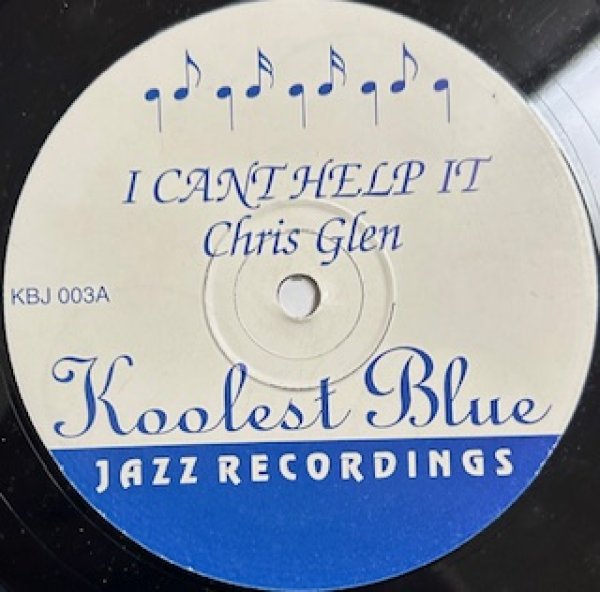 I CANT HELP IT
Chris Glen
KBJ 003A
Koolest Blue
JAZZ RECORDINGS